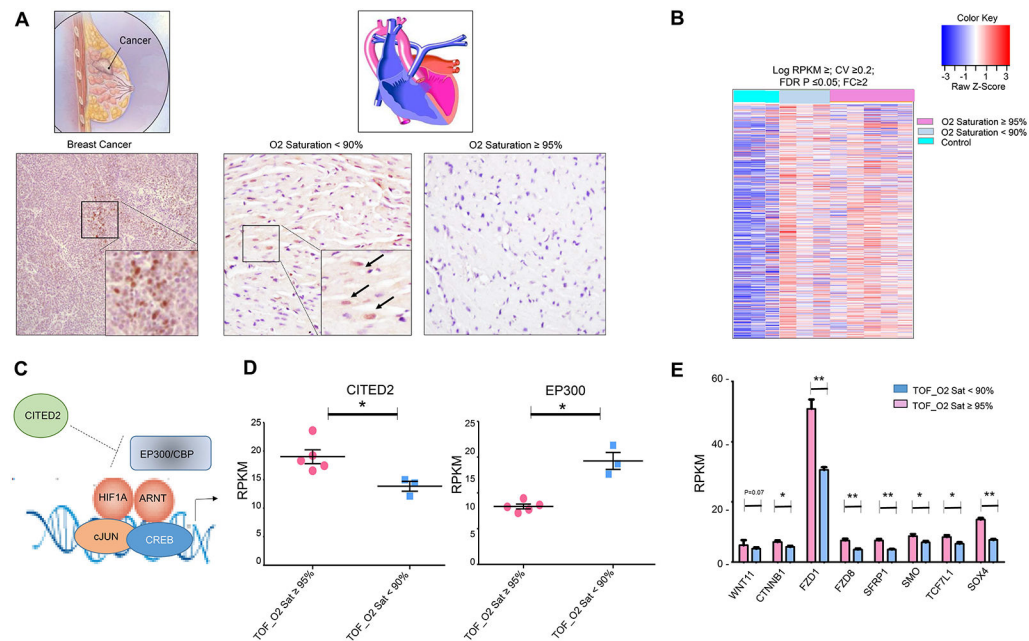 A
Cancer
Breast Cancer
O2 Saturation < 90%
O2 Saturation ≥ 95%
B
Color Key
-3 -1 1 3
Raw Z-Score
Log RPKM ≥; CV ≥0.2;
FDR P ≤0.05; FC≥2
O2 Saturation ≥ 95%
O2 Saturation < 90%
Control
C
CITED2
EP300/CBP
HIF1A
ARNT
cJUN
CREB
D
CITED2
*
RPKM
25
20
15
10
5
0
TOF_O2 Sat ≥ 95%
TOF_O2 Sat < 90%
EP300
*
RPKM
25
20
15
10
5
0
TOF_O2 Sat ≥ 95%
TOF_O2 Sat < 90%
E
TOF_O2 Sat < 90%
TOF_O2 Sat ≥ 95%
RPKM
60
40
20
0
P=0.07
*
**
**
**
*
*
**
WNT11
CTNNB1
FZD1
FZD8
SFRP1
SMO
TCF7L1
SOX4